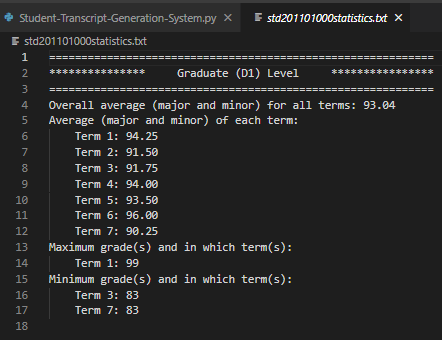 Student-Transcript-Generation-System.py
std201101000statistics.txt
std201101000statistics.txt
1 ============================================================
2 *************** Graduate (D1) Level ****************
3 ============================================================
4 Overall average (major and minor) for all terms: 93.04
5 Average (major and minor) of each term:
6 Term 1: 94.25
7 Term 2: 91.50
8 Term 3: 91.75
9 Term 4: 94.00
10 Term 5: 93.50
11 Term 6: 96.00
12 Term 7: 90.25
13 Maximum grade(s) and in which term(s):
14 Term 1: 99
15 Minimum grade(s) and in which term(s):
16 Term 3: 83
17 Term 7: 83
18